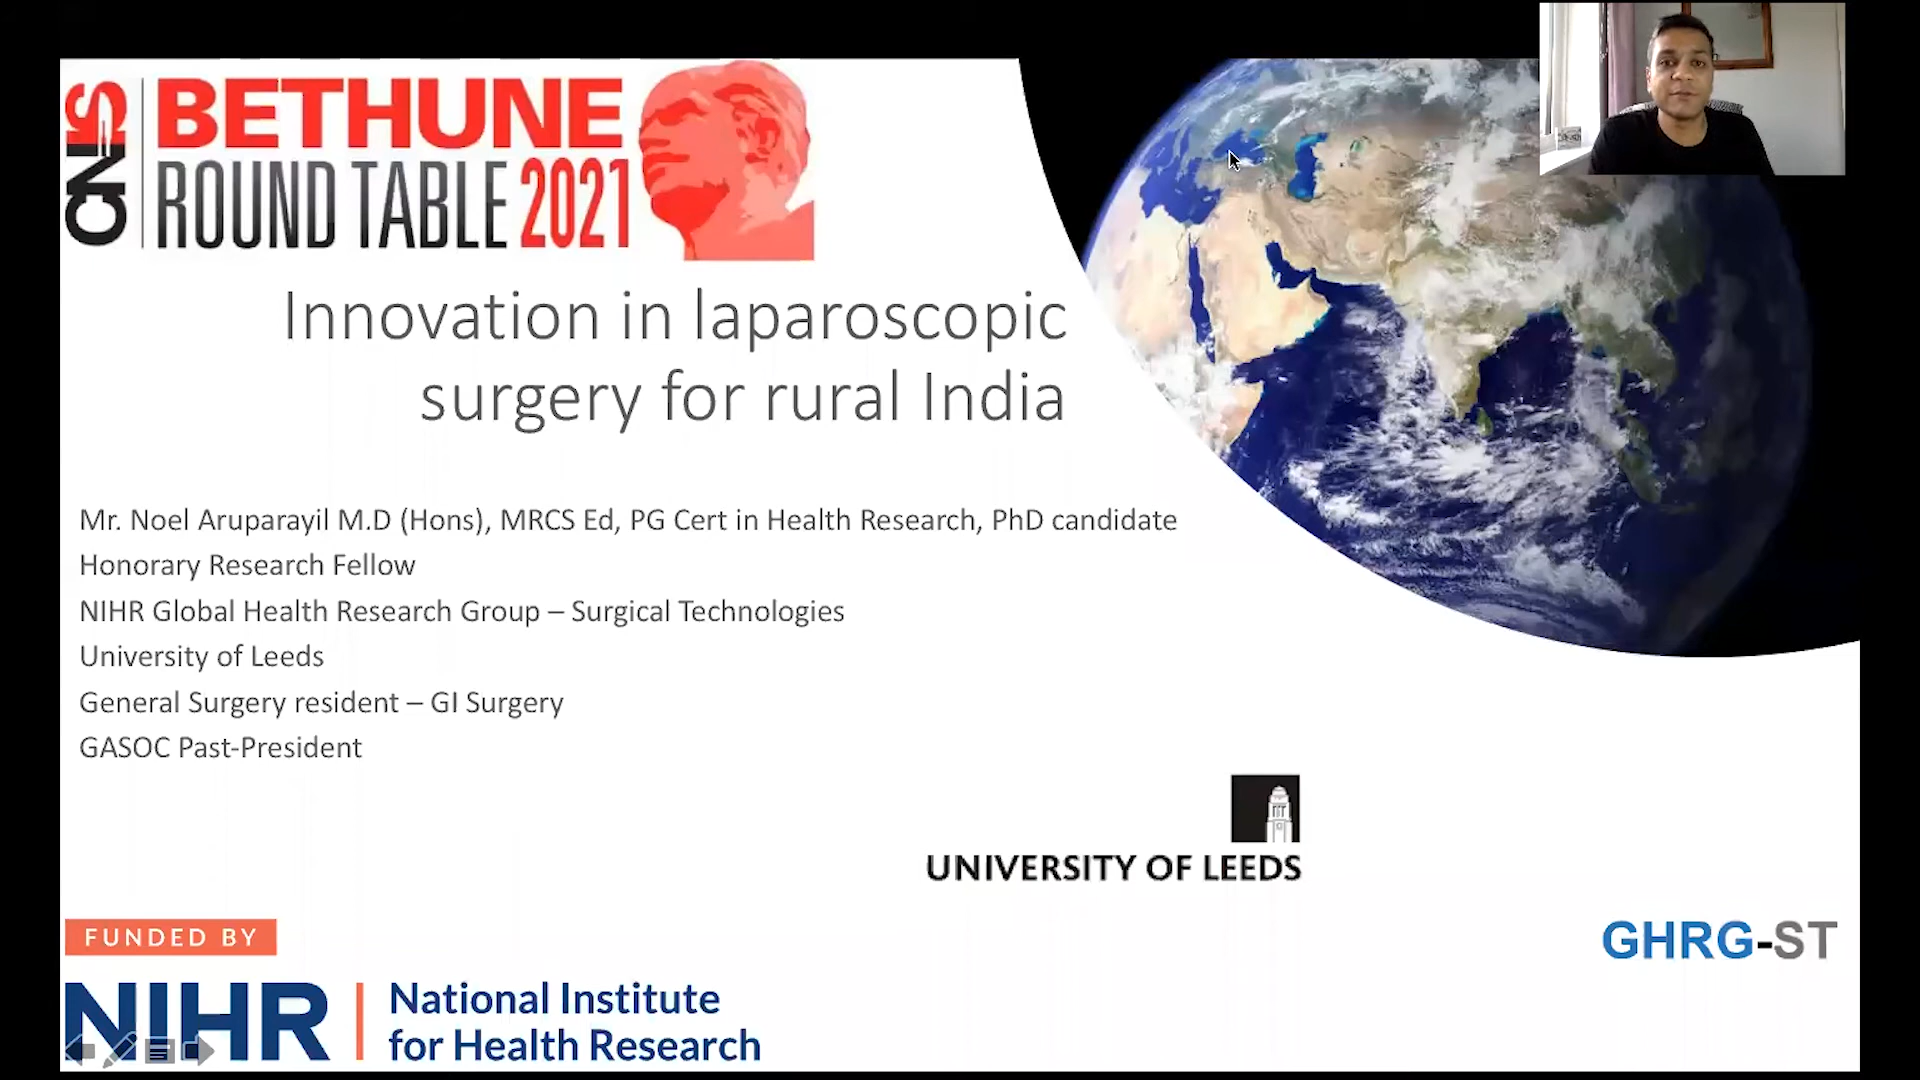 CNIS
BETHUNE
ROUND TABLE 2021
Innovation in laparoscopic
surgery for rural India
Mr. Noel Aruparayil M.D (Hons), MRCS Ed, PG Cert in Health Research, PhD candidate
Honorary Research Fellow
NIHR Global Health Research Group – Surgical Technologies
University of Leeds
General Surgery resident – GI Surgery
GASOC Past-President
UNIVERSITY OF LEEDS
FUNDED BY
GHRG-ST
NIHR
National Institute
for Health Research